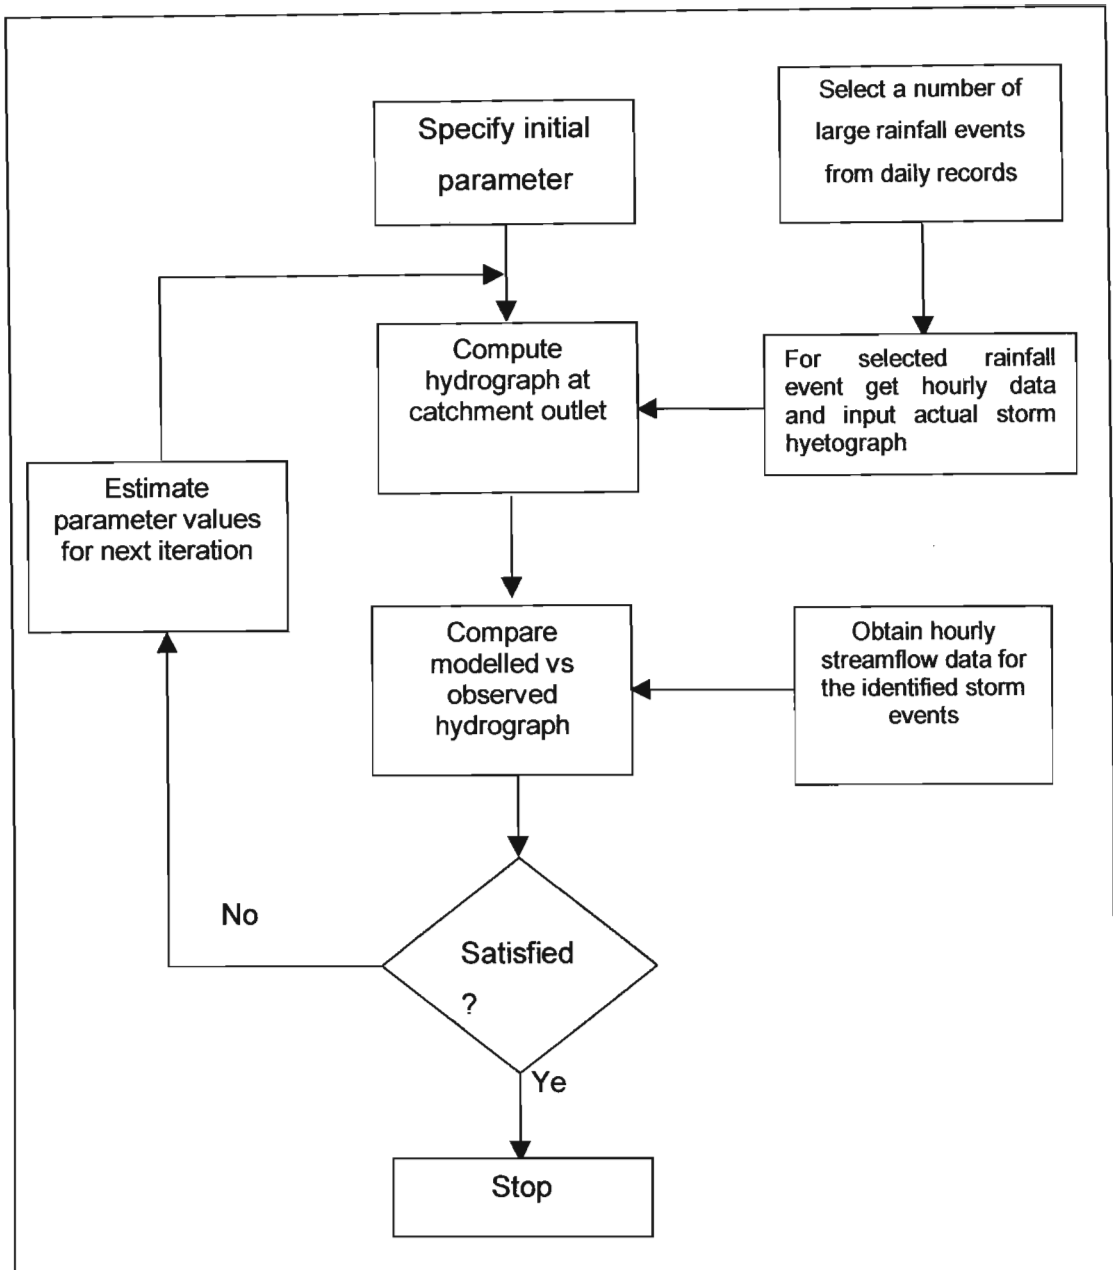 Specify initial
parameter
Select a number of
large rainfall events
from daily records
Compute
hydrograph at
catchment outlet
For selected rainfall
event get hourly data
and input actual storm
hyetograph
Estimate
parameter values
for next iteration
Compare
modelled vs
observed
hydrograph
Obtain hourly
streamflow data for
the identified storm
events
No
Satisfied
?
Ye
Stop